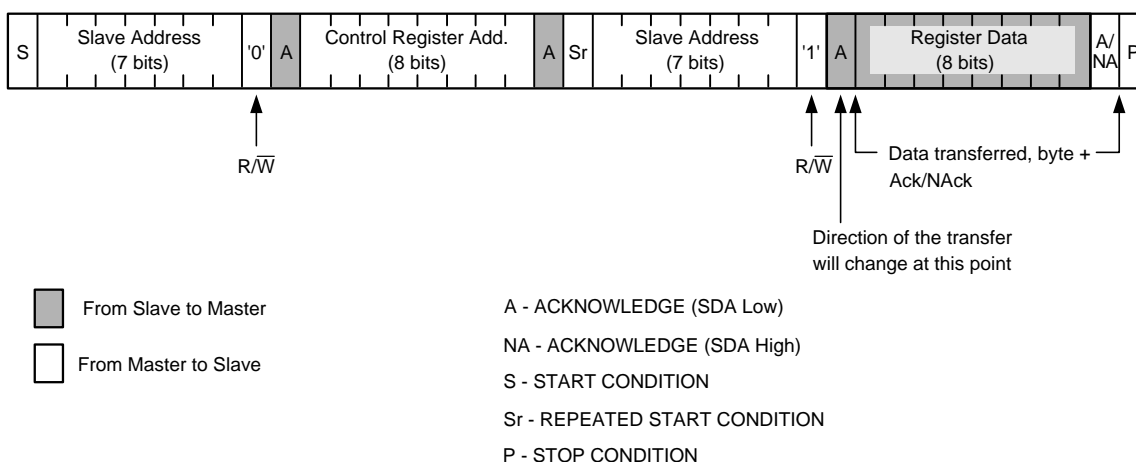 S
Slave Address
(7 bits)
'0'
A
Control Register Add.
(8 bits)
A
Sr
Slave Address
(7 bits)
'1'
A
Register Data
(8 bits)
A/
NA
P
R/W̅
R/W̅
Data transferred, byte +
Ack/NAck
Direction of the transfer
will change at this point
From Slave to Master
From Master to Slave
A - ACKNOWLEDGE (SDA Low)
NA - ACKNOWLEDGE (SDA High)
S - START CONDITION
Sr - REPEATED START CONDITION
P - STOP CONDITION